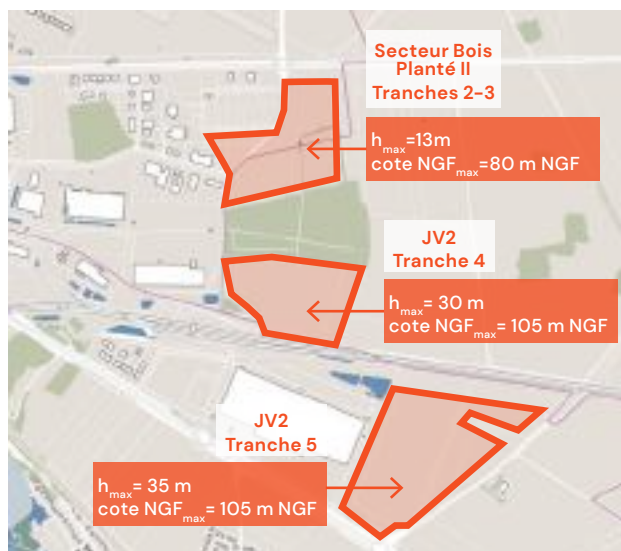 Secteur Bois
Planté II
Tranches 2-3
hmax=13m
cote NGFmax=80 m NGF
JV2
Tranche 4
hmax= 30 m
cote NGFmax= 105 m NGF
JV2
Tranche 5
hmax= 35 m
cote NGFmax= 105 m NGF